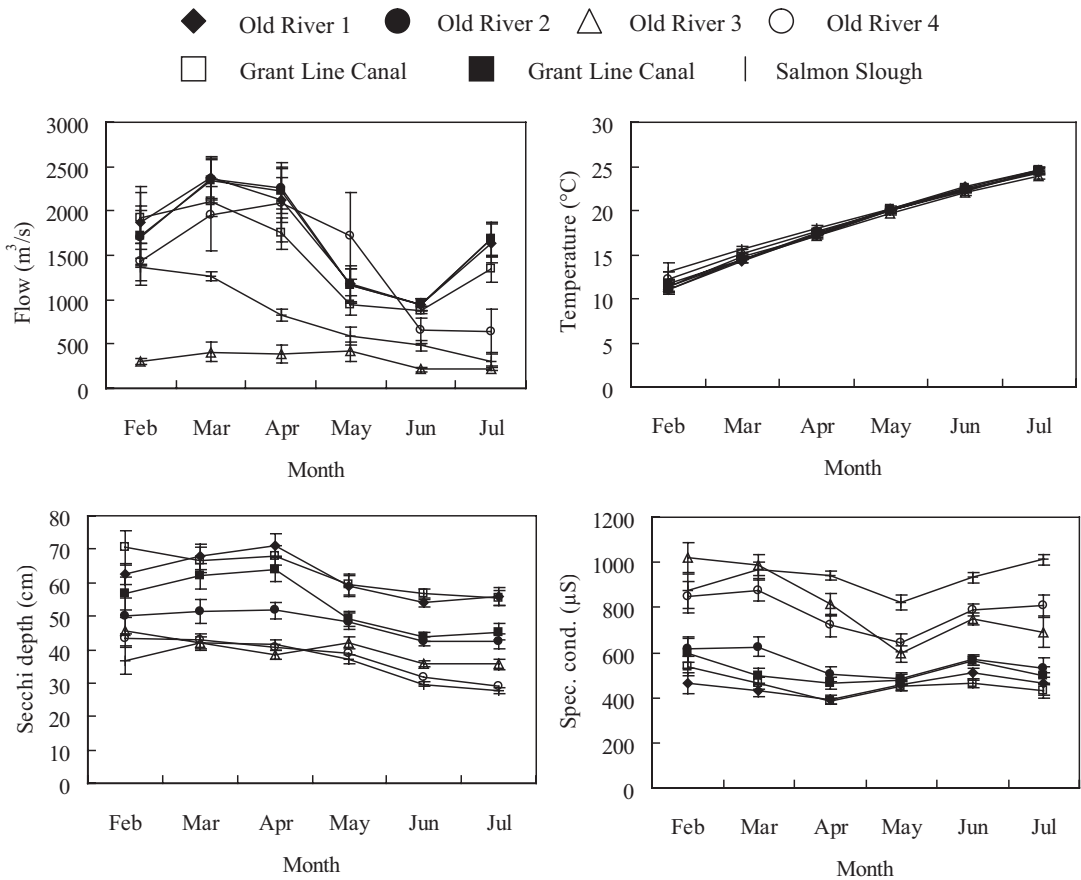 Old River 1 Old River 2 Old River 3 Old River 4
Grant Line Canal Grant Line Canal Salmon Slough
3000
2500
2000
1500
1000
500
0
Flow (m³/s)
Feb Mar Apr May Jun Jul
Month
30
25
20
15
10
5
0
Temperature (°C)
Feb Mar Apr May Jun Jul
Month
80
70
60
50
40
30
20
10
0
Secchi depth (cm)
Feb Mar Apr May Jun Jul
Month
1200
1000
800
600
400
200
0
Spec. cond. (µS)
Feb Mar Apr May Jun Jul
Month